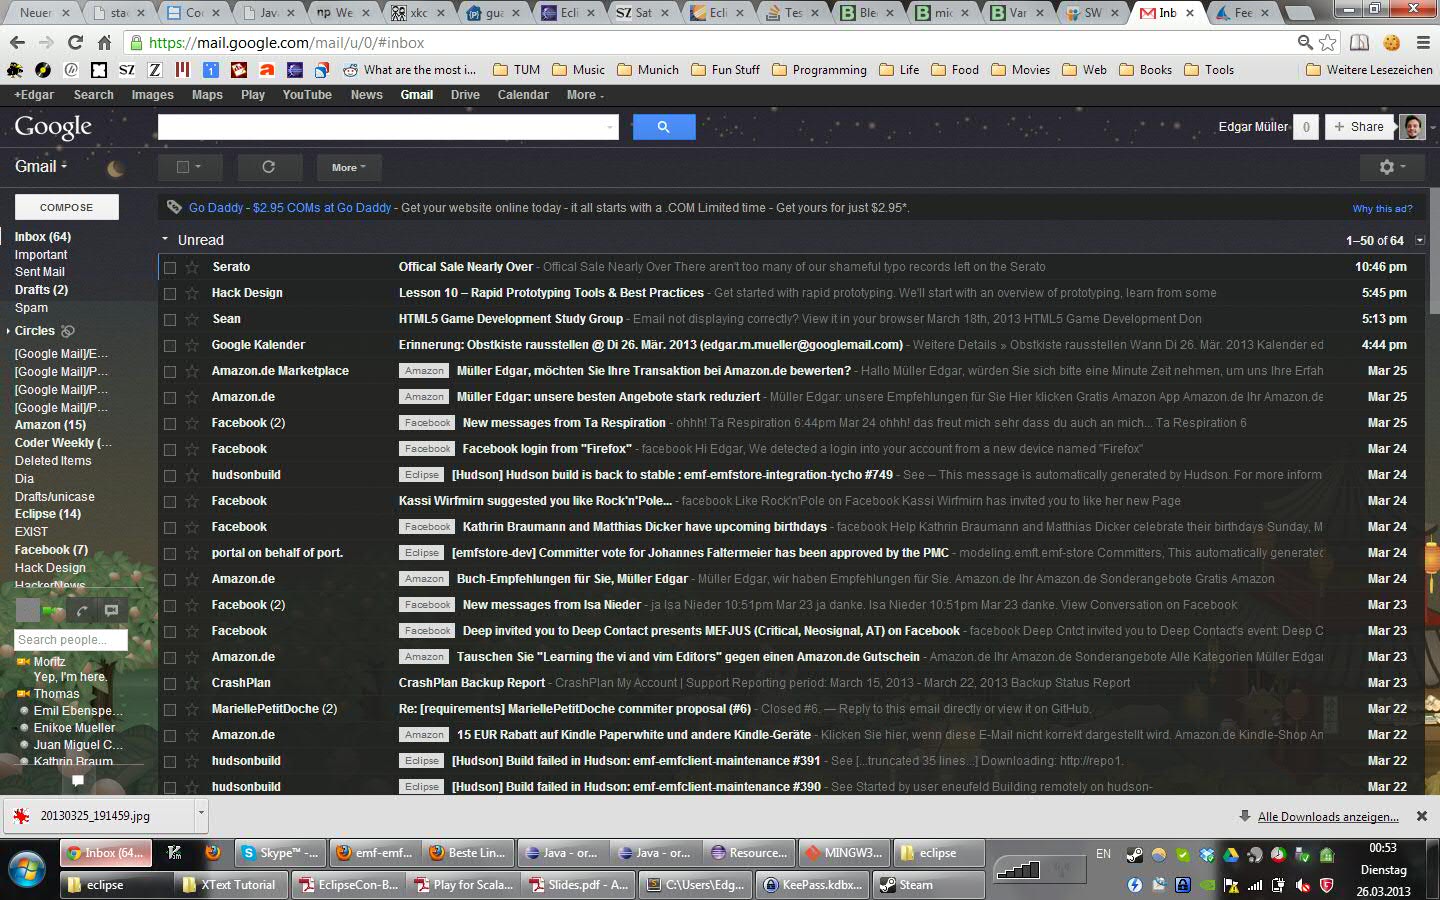 Neuer
stac
Coc
Java
np We
xkc
gua
Ecli
SZ Sat
Ecli
Tes
B Ble
B mic
B Var
SW
Inb
Fee
https://mail.google.com/mail/u/0/#inbox
SZ Z 1 a What are the most i... TUM Music Munich Fun Stuff Programming Life Food Movies Web Books Tools Weitere Lesezeichen
+Edgar Search Images Maps Play YouTube News Gmail Drive Calendar More
Google Edgar Müller 0 + Share
Gmail More
COMPOSE
Go Daddy - $2.95 COMs at Go Daddy - Get your website online today - it all starts with a .COM Limited time - Get yours for just $2.95*. Why this ad?
Inbox (64)
Important
Sent Mail
Drafts (2)
Spam
Circles
[Google Mail]/E...
[Google Mail]/P...
[Google Mail]/P...
[Google Mail]/P...
Amazon (15)
Coder Weekly (...
Deleted Items
Dia
Drafts/unicase
Eclipse (14)
EXIST
Facebook (7)
Hack Design
HackerNews
Search people...
Moritz
Yep, I'm here.
Thomas
Emil Ebenspe...
Enikoe Mueller
Juan Miguel C...
Kathrin Braum
Unread 1–50 of 64
Serato Offical Sale Nearly Over - Offical Sale Nearly Over There aren't too many of our shameful typo records left on the Serato 10:46 pm
Hack Design Lesson 10 – Rapid Prototyping Tools & Best Practices - Get started with rapid prototyping. We'll start with an overview of prototyping, learn from some 5:45 pm
Sean HTML5 Game Development Study Group - Email not displaying correctly? View it in your browser March 18th, 2013 HTML5 Game Development Don 5:13 pm
Google Kalender Erinnerung: Obstkiste rausstellen @ Di 26. Mär. 2013 (edgar.m.mueller@googlemail.com) - Weitere Details » Obstkiste rausstellen Wann Di 26. Mär. 2013 Kalender ed 4:44 pm
Amazon.de Marketplace Amazon Müller Edgar, möchten Sie Ihre Transaktion bei Amazon.de bewerten? - Hallo Müller Edgar, würden Sie sich bitte eine Minute Zeit nehmen, um uns Ihre Erfah Mar 25
Amazon.de Amazon Müller Edgar: unsere besten Angebote stark reduziert - Müller Edgar: unsere Empfehlungen für Sie Hier klicken Gratis Amazon App Amazon.de Ihr Amazon.de Mar 25
Facebook (2) Facebook New messages from Ta Respiration - ohhh! Ta Respiration 6:44pm Mar 24 ohhh! das freut mich sehr dass du auch an mich... Ta Respiration 6 Mar 25
Facebook Facebook Facebook login from "Firefox" - facebook Hi Edgar, We detected a login into your account from a new device named "Firefox" Mar 24
hudsonbuild Eclipse [Hudson] Hudson build is back to stable : emf-emfstore-integration-tycho #749 - See -- This message is automatically generated by Hudson. For more inform Mar 24
Facebook Kassi Wirfmirn suggested you like Rock'n'Pole... - facebook Like Rock'n'Pole on Facebook Kassi Wirfmirn has invited you to like her new Page Mar 24
Facebook Facebook Kathrin Braumann and Matthias Dicker have upcoming birthdays - facebook Help Kathrin Braumann and Matthias Dicker celebrate their birthdays Sunday, M Mar 24
portal on behalf of port. Eclipse [emfstore-dev] Committer vote for Johannes Faltermeier has been approved by the PMC - modeling.emft.emf-store Committers, This automatically generated Mar 24
Amazon.de Amazon Buch-Empfehlungen für Sie, Müller Edgar - Müller Edgar, wir haben Empfehlungen für Sie. Amazon.de Ihr Amazon.de Sonderangebote Gratis Amazon Mar 24
Facebook (2) Facebook New messages from Isa Nieder - ja Isa Nieder 10:51pm Mar 23 ja danke. Isa Nieder 10:51pm Mar 23 danke. View Conversation on Facebook Mar 23
Facebook Facebook Deep invited you to Deep Contact presents MEFJUS (Critical, Neosignal, AT) on Facebook - facebook Deep Cntct invited you to Deep Contact's event: Deep C Mar 23
Amazon.de Amazon Tauschen Sie "Learning the vi and vim Editors" gegen einen Amazon.de Gutschein - Amazon.de Ihr Amazon.de Sonderangebote Alle Kategorien Müller Edgar Mar 23
CrashPlan CrashPlan Backup Report - CrashPlan My Account | Support Reporting period: March 15, 2013 - March 22, 2013 Backup Status Report Mar 23
MariellePetitDoche (2) Re: [requirements] MariellePetitDoche commiter proposal (#6) - Closed #6. — Reply to this email directly or view it on GitHub. Mar 22
Amazon.de Amazon 15 EUR Rabatt auf Kindle Paperwhite und andere Kindle-Geräte - Klicken Sie hier, wenn diese E-Mail nicht korrekt dargestellt wird. Amazon.de Kindle-Shop An Mar 22
hudsonbuild Eclipse [Hudson] Build failed in Hudson: emf-emfclient-maintenance #391 - See [...truncated 35 lines...] Downloading: http://repo1. Mar 22
hudsonbuild Eclipse [Hudson] Build failed in Hudson: emf-emfclient-maintenance #390 - See Started by user eneufeld Building remotely on hudson- Mar 22
20130325_191459.jpg Alle Downloads anzeigen...
Inbox (64... Skype™ -... emf-emf... Beste Lin... Java - or... Java - or... Resource... MINGW3... eclipse EN 00:53
Dienstag
eclipse XText Tutorial EclipseCon-B... Play for Scala... Slides.pdf - A... C:\Users\Edg... KeePass.kdbx... Steam 26.03.2013